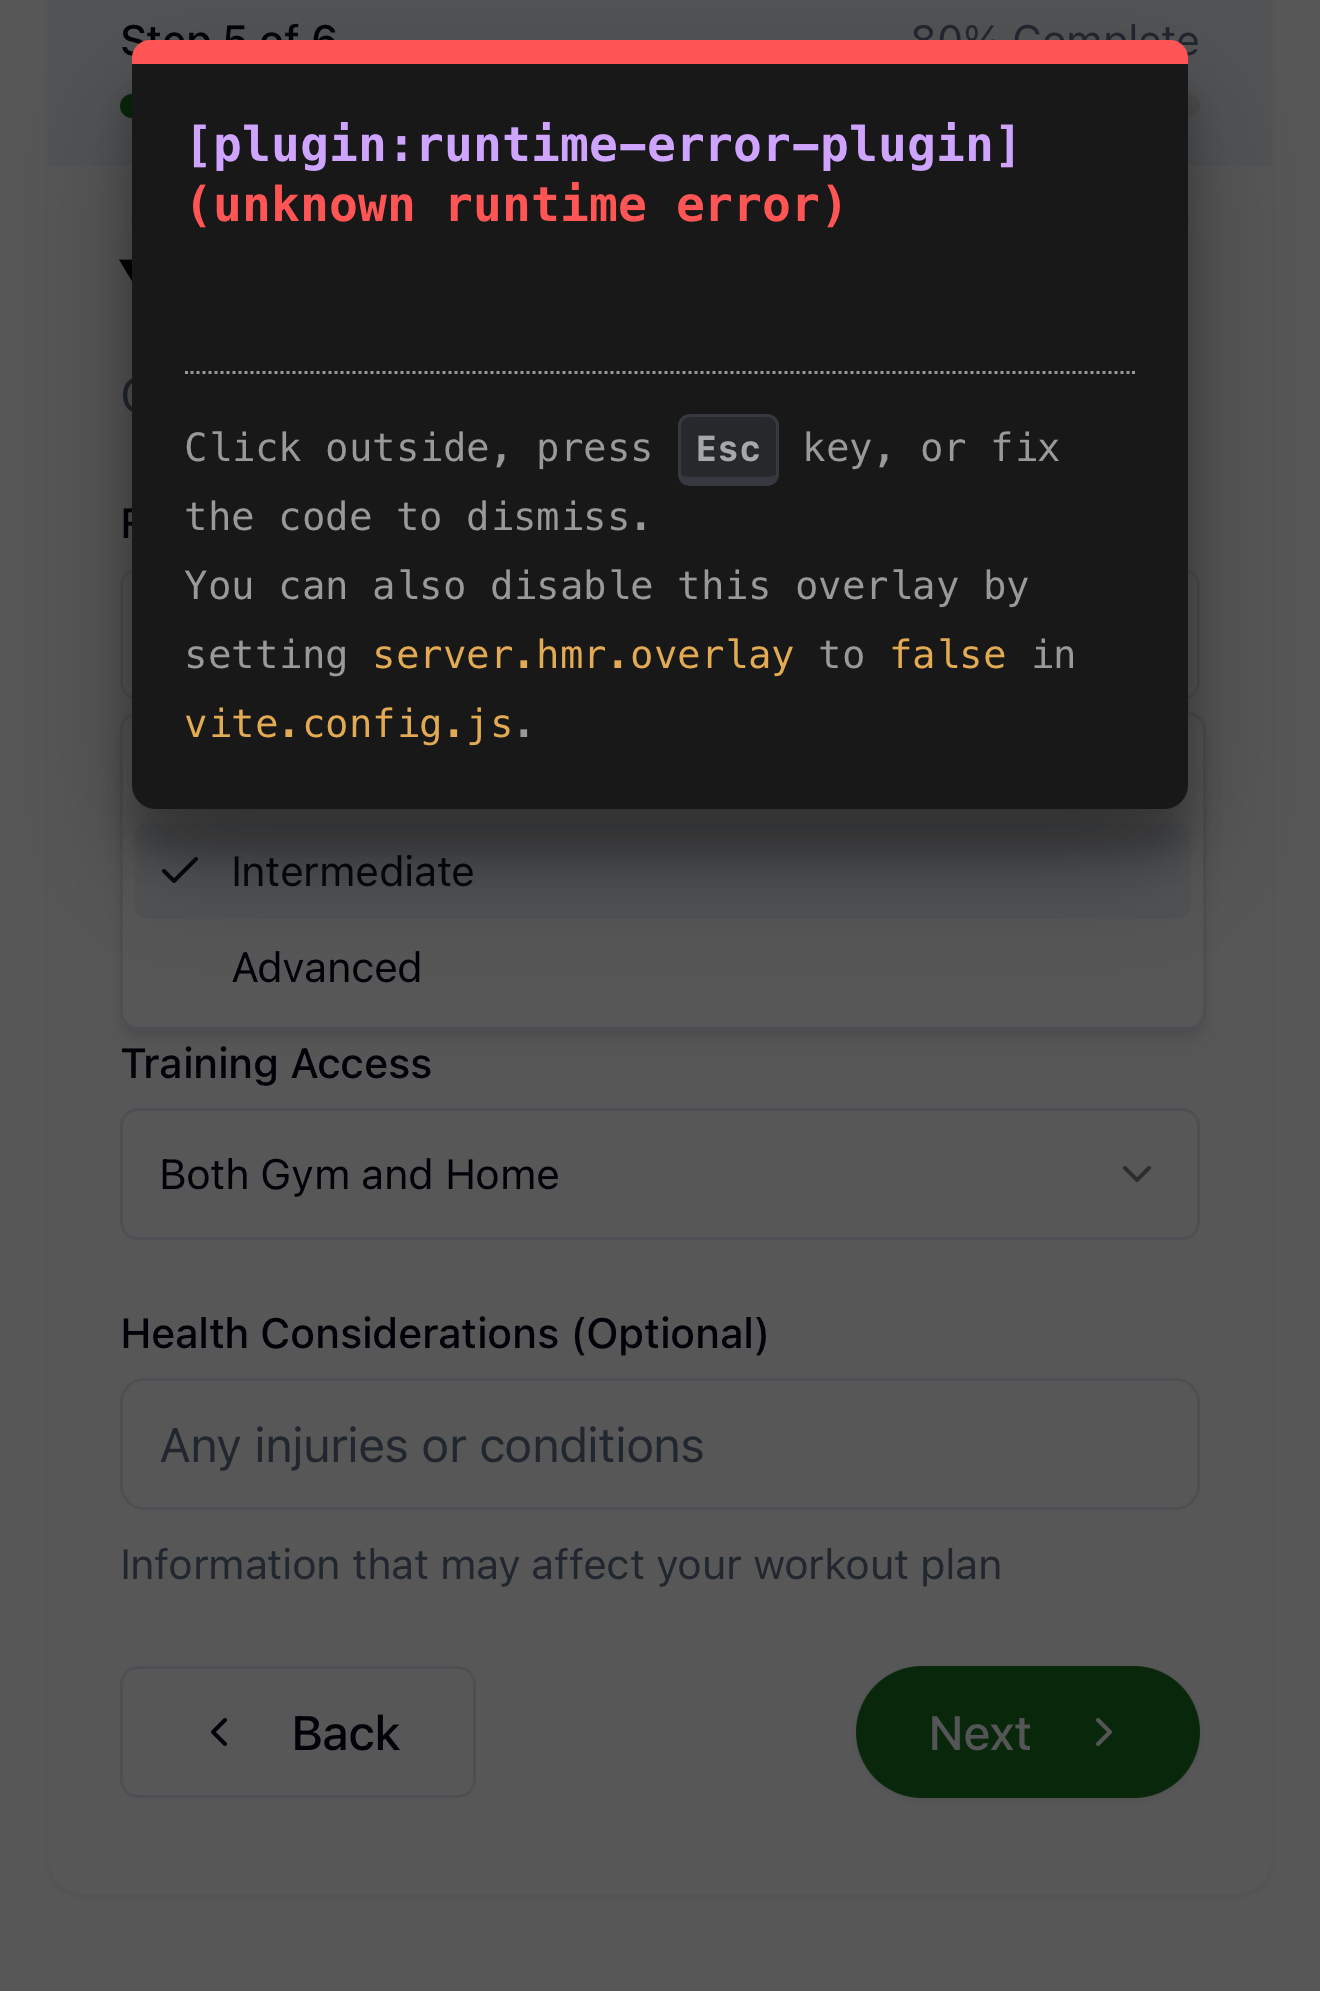 Step 5 of 6
80% Complete
[plugin:runtime-error-plugin]
(unknown runtime error)
Click outside, press Esc key, or fix
the code to dismiss.
You can also disable this overlay by
setting server.hmr.overlay to false in
vite.config.js.
Intermediate
Advanced
Training Access
Both Gym and Home
Health Considerations (Optional)
Any injuries or conditions
Information that may affect your workout plan
Back
Next